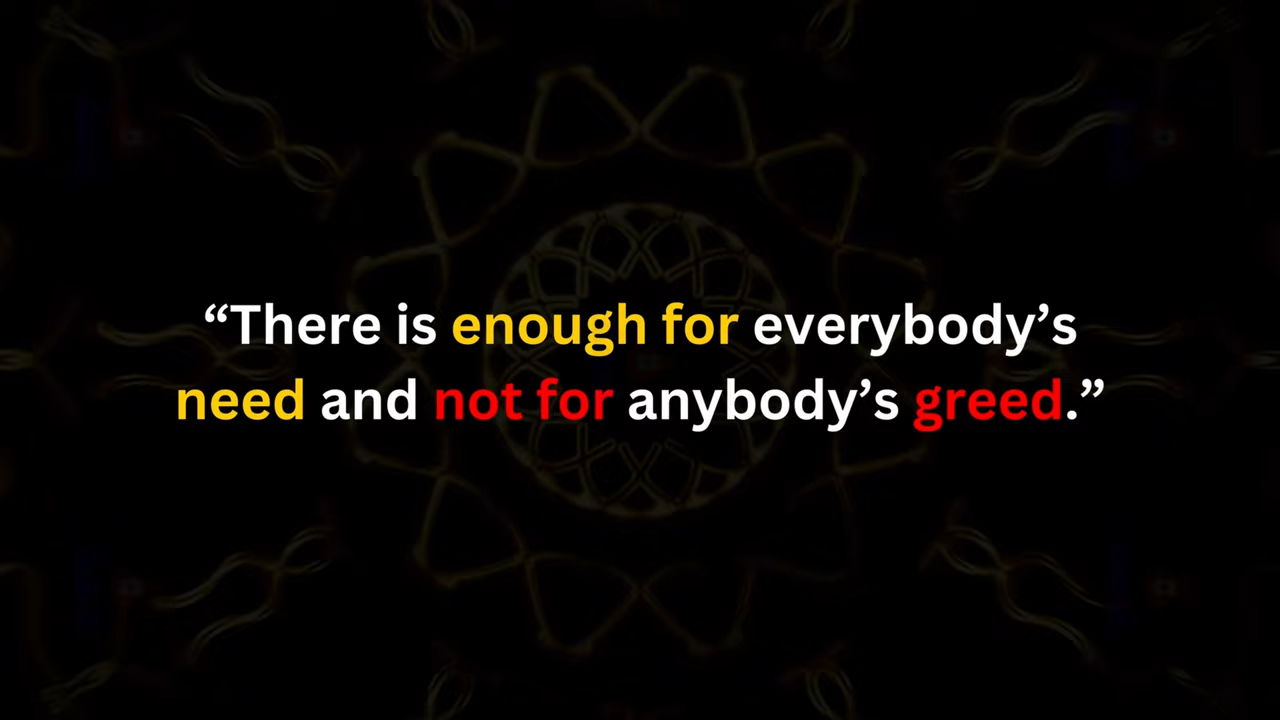 “There is enough for everybody’s
need and not for anybody’s greed.”